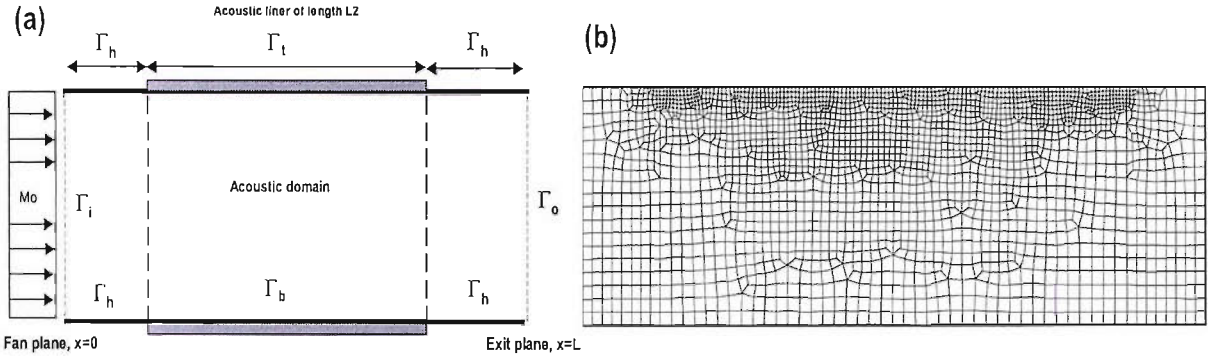 (a)
Acoustic liner of length L2
Γh
Γt
Γh
(b)
Mo
Γi
Acoustic domain
Γo
Γh
Γb
Γh
Fan plane, x=0
Exit plane, x=L